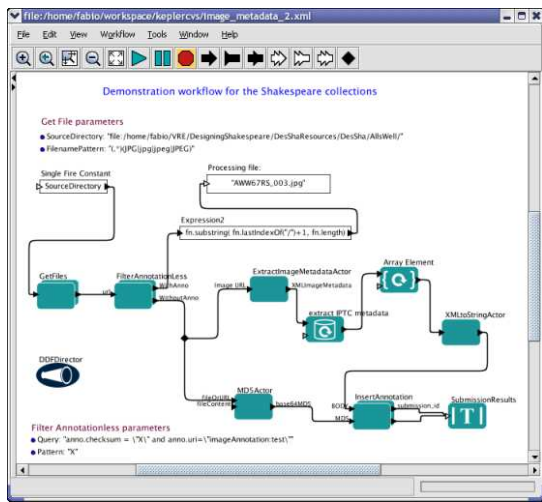 file:/home/fabio/workspace/keplercvs/image_metadata_2.xml
File Edit View Workflow Tools Window Help
Demonstration workflow for the Shakespeare collections
Get File parameters
SourceDirectory: "file:/home/fabio/VRE/DesigningShakespeare/DesShaResources/DesSha/AllsWell/"
FilenamePattern: "(.*)(JPG|jpg|jpeg|JPEG)"
Single Fire Constant
SourceDirectory
Processing file:
"AWW67RS_003.jpg"
Expression2
fn.substring( fn.lastIndexOf("/")+1, fn.length)
GetFiles
url
FilterAnnotationLess
WithAnno
WithoutAnno
Image URL
ExtractImageMetadataActor
XMLImageMetadata
extract IPTC metadata
Array Element
XMLtoStringActor
DDFDirector
fileOrURL
fileContent
MD5Actor
base64MD5
BODY
MD5
InsertAnnotation
submission_id
SubmissionResults
T
Filter Annotationless parameters
Query: "anno.checksum = \"X\" and anno.uri=\"imageAnnotation:test\""
Pattern: "X"